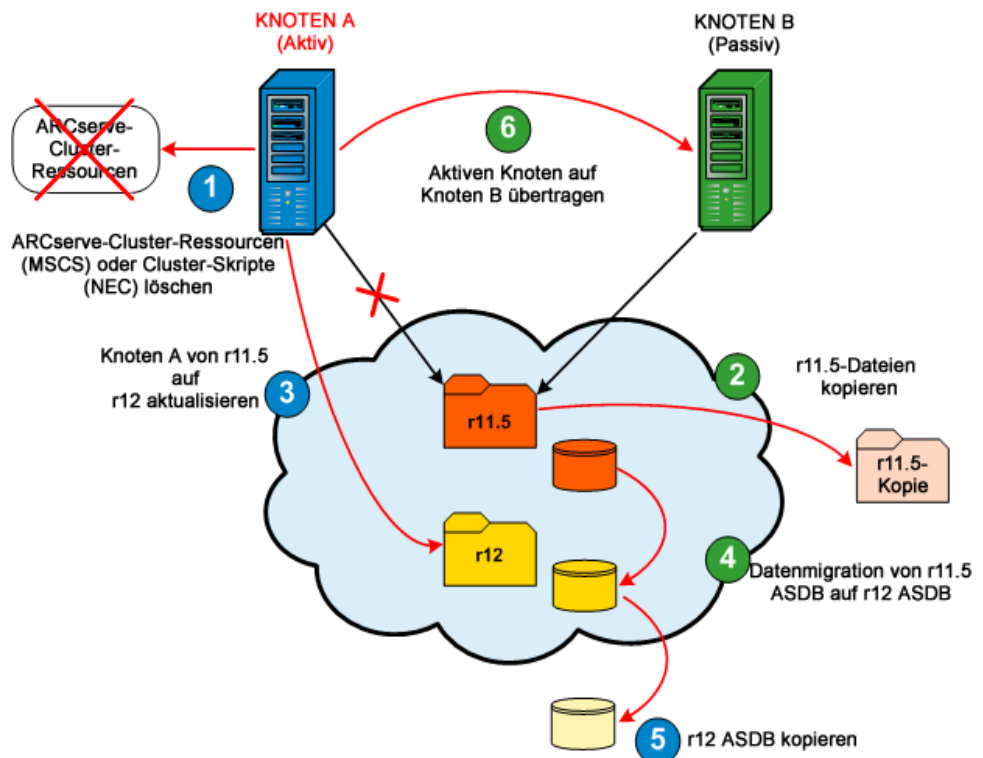 KNOTEN A
(Aktiv)
KNOTEN B
(Passiv)
ARCserve-
Cluster-
Ressourcen
1
ARCserve-Cluster-Ressourcen
(MSCS) oder Cluster-Skripte
(NEC) löschen
6
Aktiven Knoten auf
Knoten B übertragen
Knoten A von r11.5
auf
r12 aktualisieren
3
2
r11.5-Dateien
kopieren
r11.5
r11.5-
Kopie
r12
4
Datenmigration von r11.5
ASDB auf r12 ASDB
5
r12 ASDB kopieren